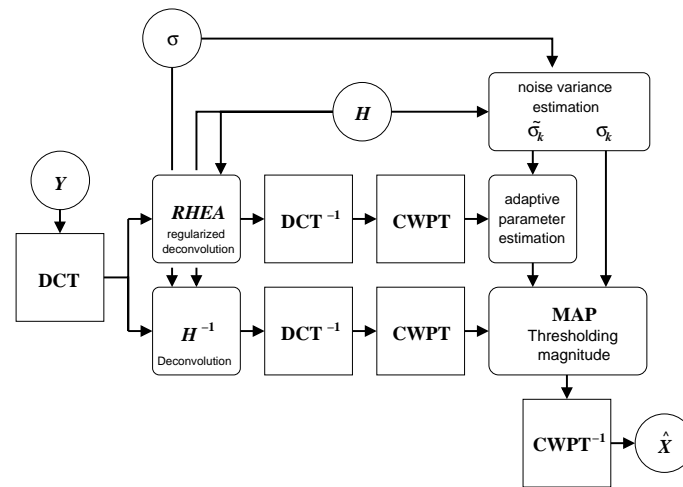 σ
noise variance
estimation
σ̃ₖ σₖ
H
Y
RHEA
regularized
deconvolution
DCT⁻¹
CWPT
adaptive
parameter
estimation
DCT
H⁻¹
Deconvolution
DCT⁻¹
CWPT
MAP
Thresholding
magnitude
CWPT⁻¹
X̂